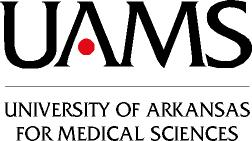 UAMS
UNIVERSITY OF ARKANSAS
FOR MEDICAL SCIENCES